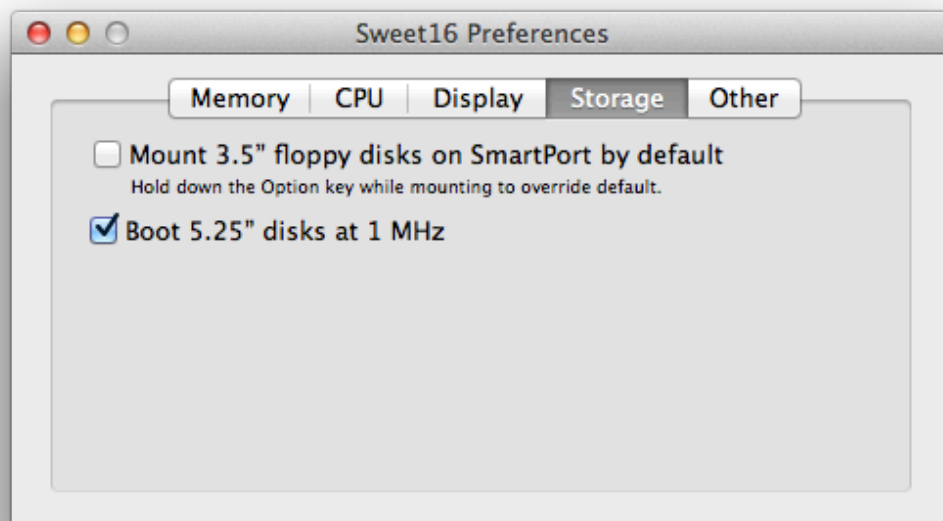 Sweet16 Preferences
Memory CPU Display Storage Other
Mount 3.5” floppy disks on SmartPort by default
Hold down the Option key while mounting to override default.
Boot 5.25” disks at 1 MHz